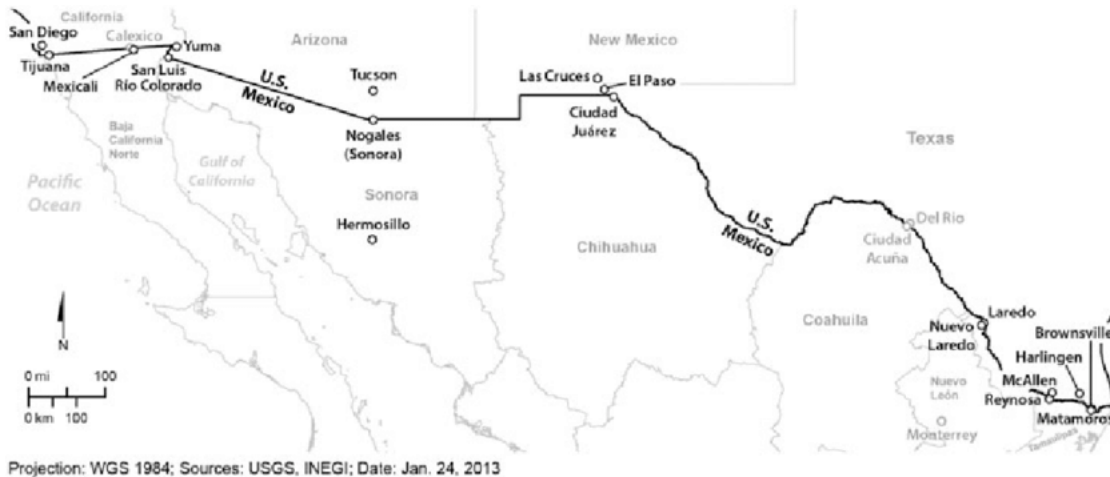 California
San Diego
Calexico
Yuma
Tijuana
Mexicali
San Luis
Río Colorado
Arizona
Tucson
U.S.
Mexico
Nogales
(Sonora)
New Mexico
Las Cruces
El Paso
Ciudad
Juárez
Texas
Baja
California
Norte
Gulf of
California
Pacific
Ocean
Sonora
Hermosillo
Chihuahua
U.S.
Mexico
Del Rio
Ciudad
Acuña
Coahuila
Laredo
Nuevo
Laredo
Brownsville
Harlingen
McAllen
Reynosa
Matamoros
Nuevo
León
Monterrey
Tamaulipas
N
0 mi 100
0 km 100
Projection: WGS 1984; Sources: USGS, INEGI; Date: Jan. 24, 2013